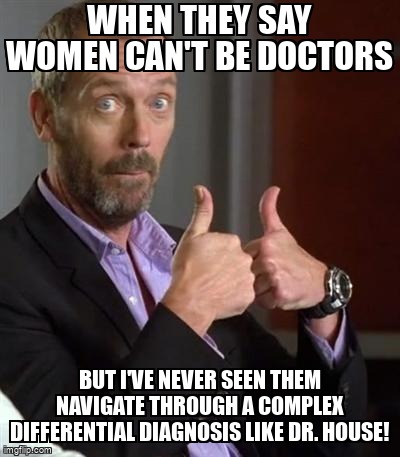 WHEN THEY SAY
WOMEN CAN'T BE DOCTORS
BUT I'VE NEVER SEEN THEM
NAVIGATE THROUGH A COMPLEX
DIFFERENTIAL DIAGNOSIS LIKE DR. HOUSE!
imgflip.com